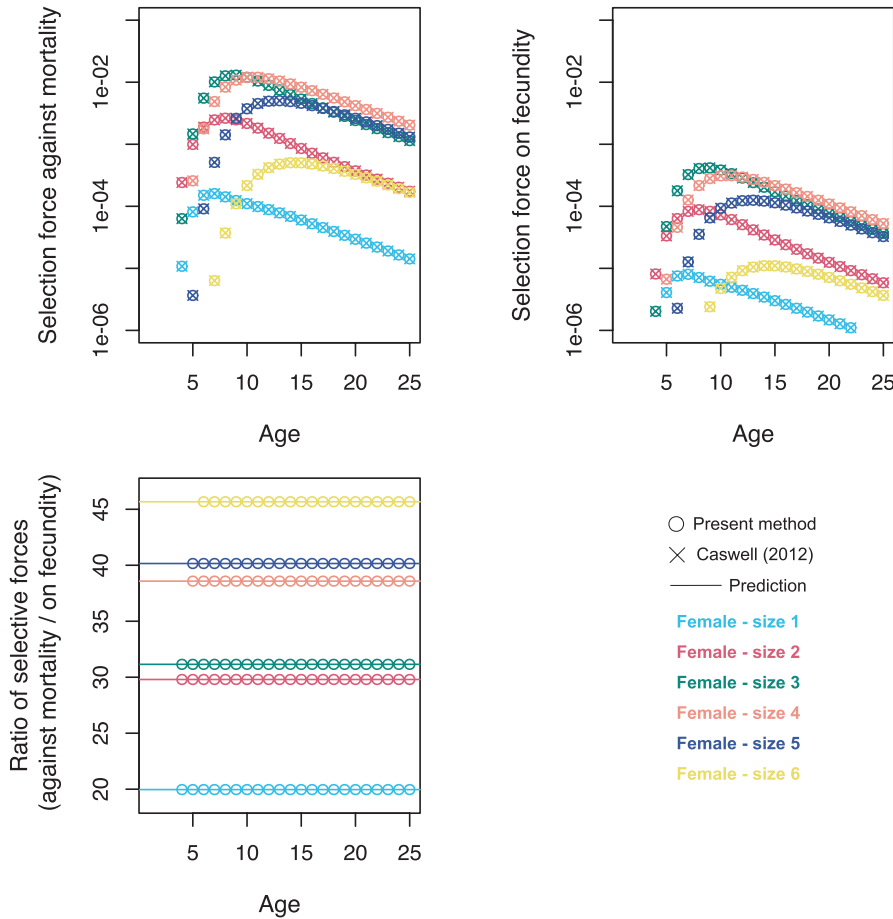 Selection force against mortality
1e-02
1e-04
1e-06
5 10 15 20 25
Age
Selection force on fecundity
1e-02
1e-04
1e-06
5 10 15 20 25
Age
Ratio of selective forces
(against mortality / on fecundity)
45
40
35
30
25
20
5 10 15 20 25
Age
Present method
Caswell (2012)
Prediction
Female - size 1
Female - size 2
Female - size 3
Female - size 4
Female - size 5
Female - size 6